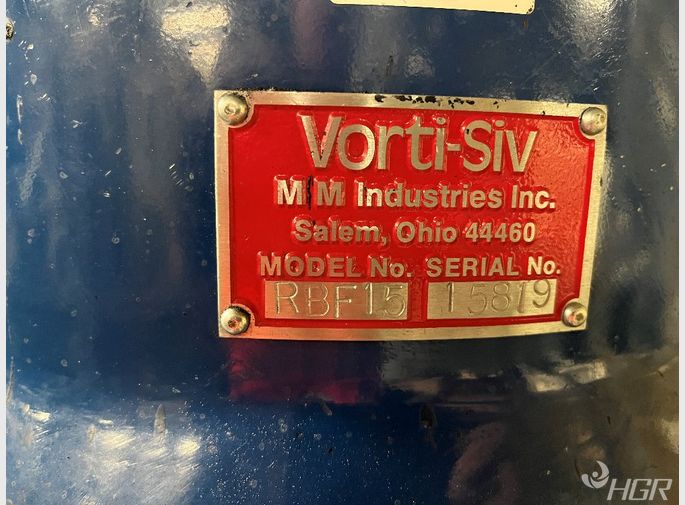 Vorti-Siv
M M Industries Inc.
Salem, Ohio 44460
MODEL No. SERIAL No.
RBF15 15819
HGR